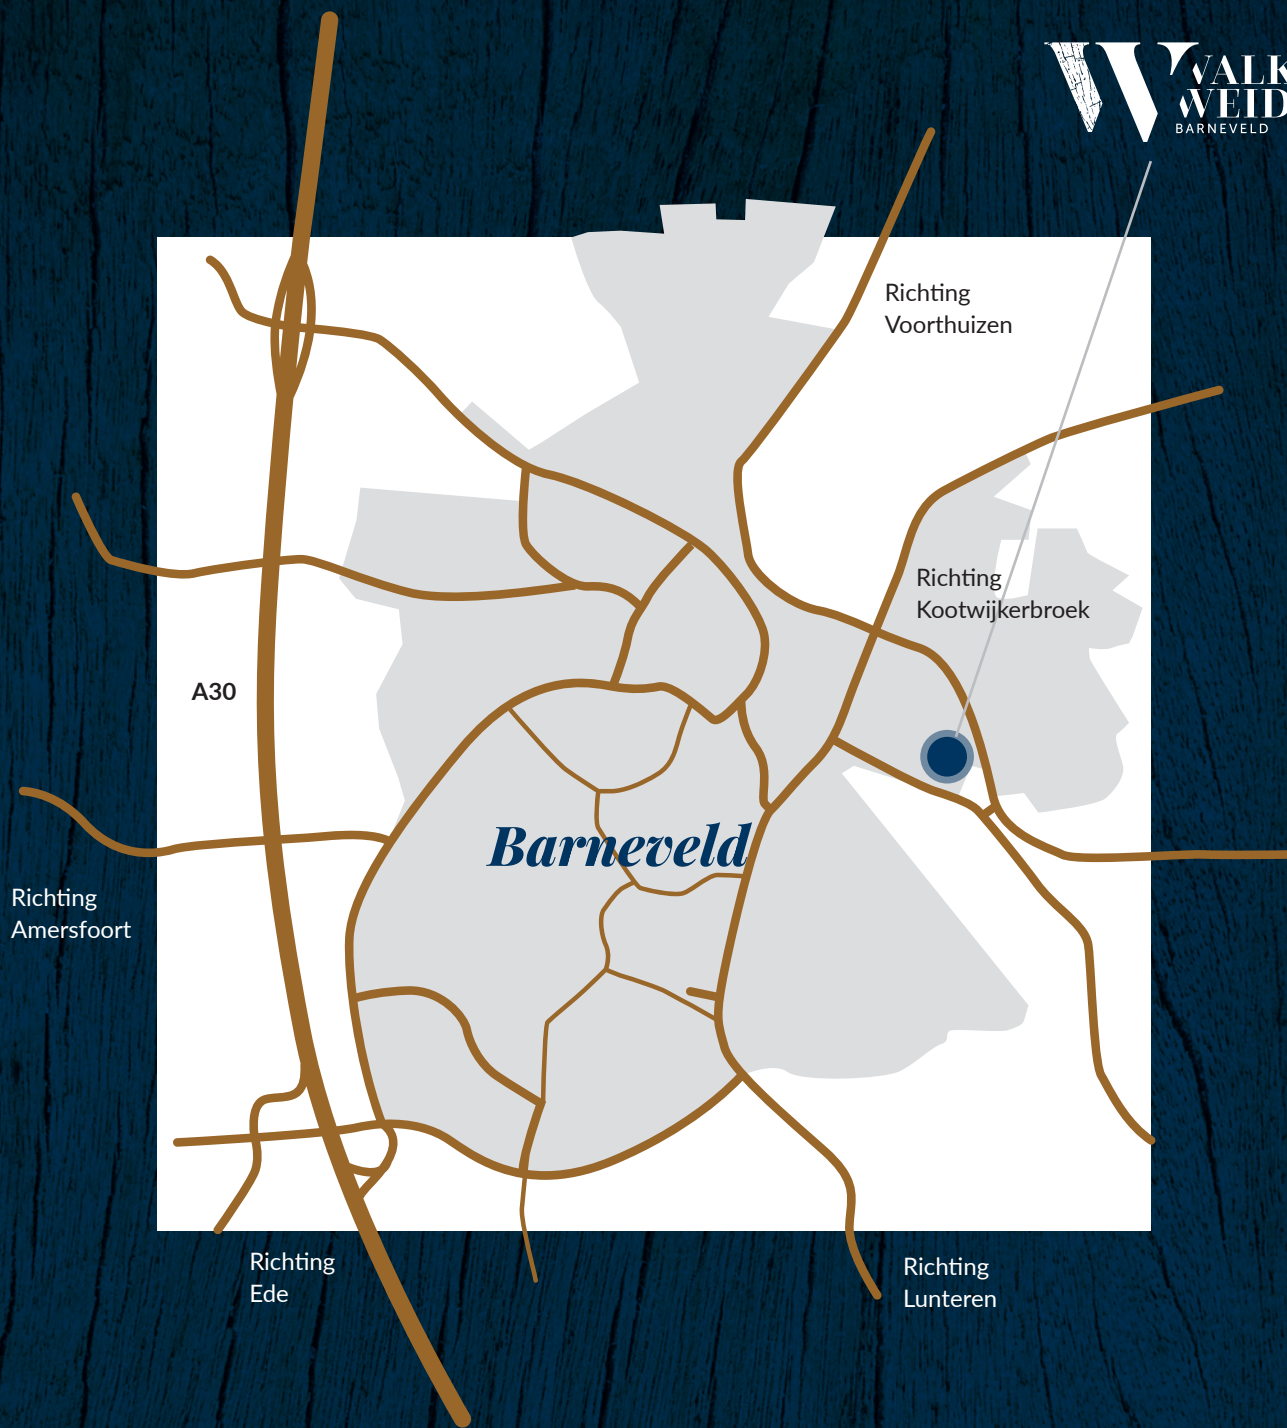 VALK
WEID
BARNEVELD
Richting
Voorthuizen
Richting
Kootwijkerbroek
A30
Barneveld
Richting
Amersfoort
Richting
Ede
Richting
Lunteren